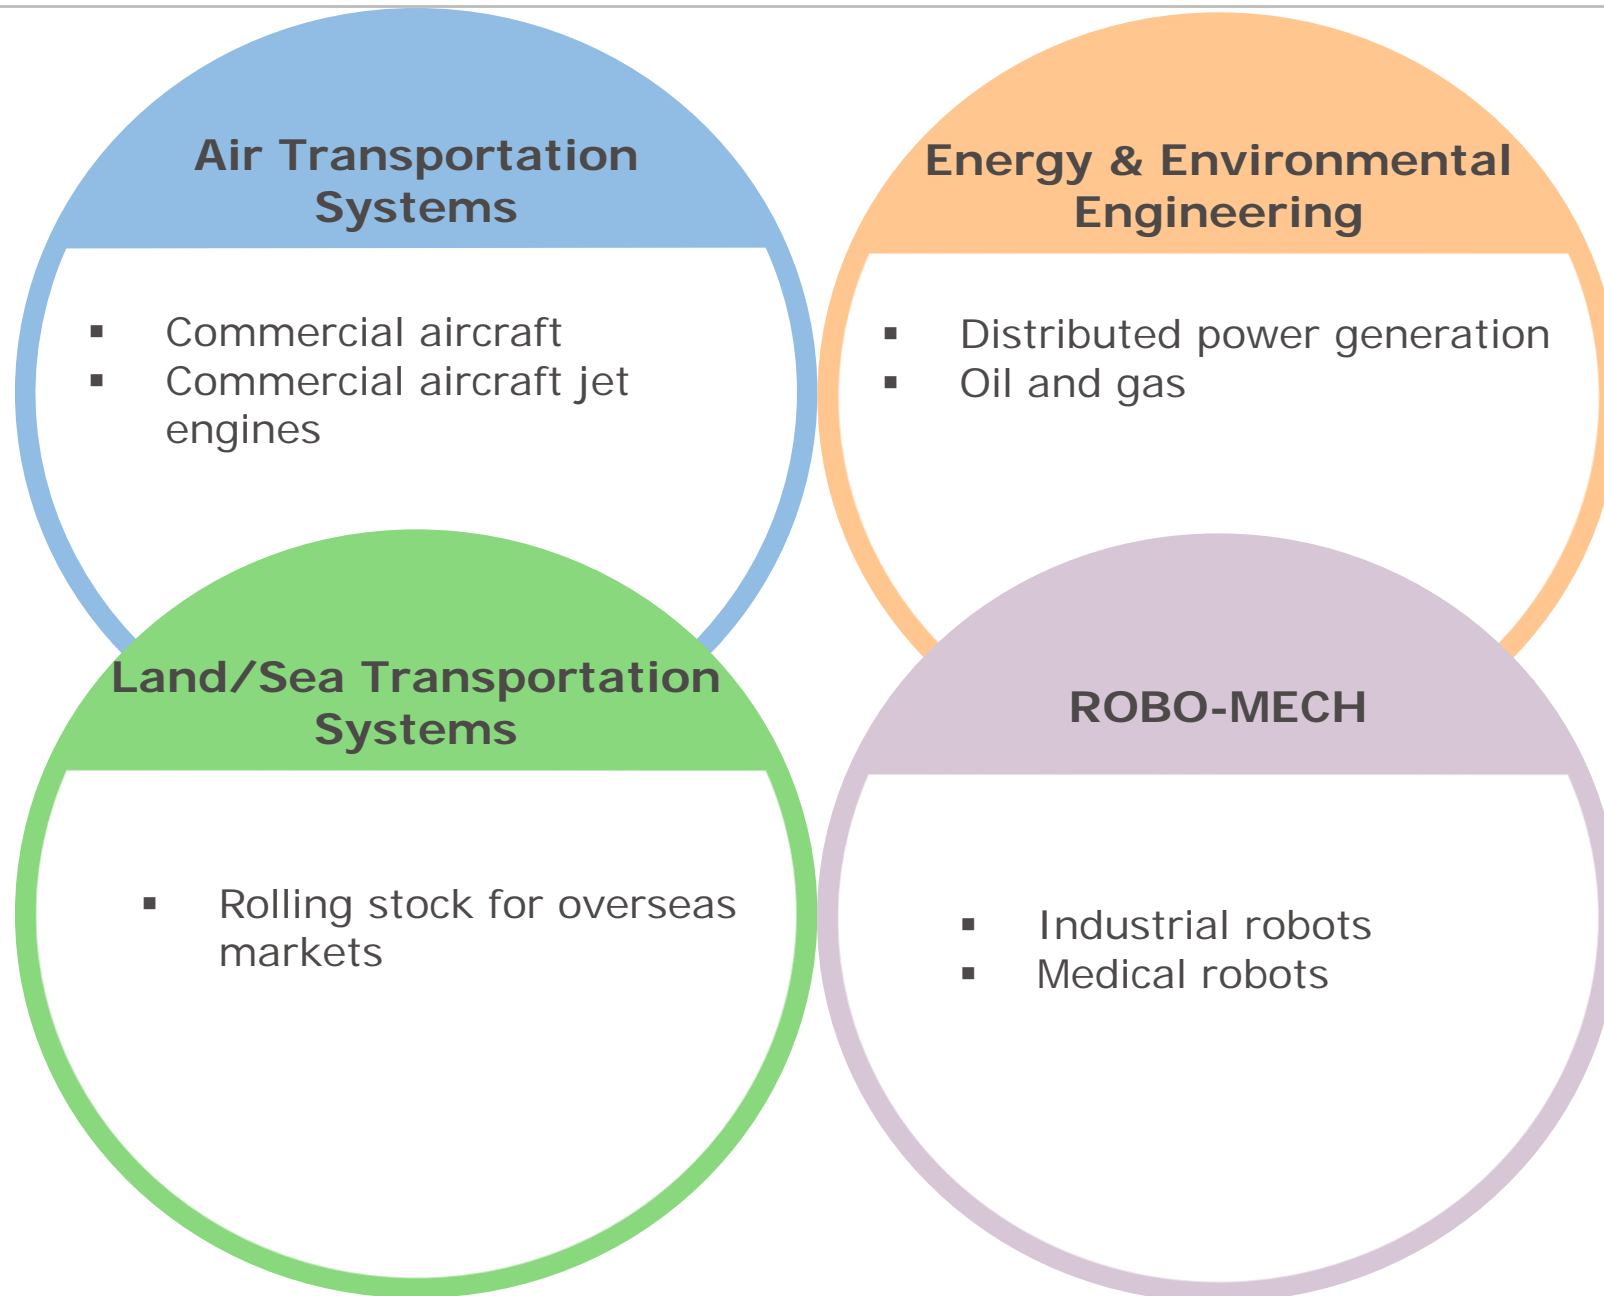 Air Transportation
Systems
▪ Commercial aircraft
▪ Commercial aircraft jet
engines
Energy & Environmental
Engineering
▪ Distributed power generation
▪ Oil and gas
Land/Sea Transportation
Systems
▪ Rolling stock for overseas
markets
ROBO-MECH
▪ Industrial robots
▪ Medical robots